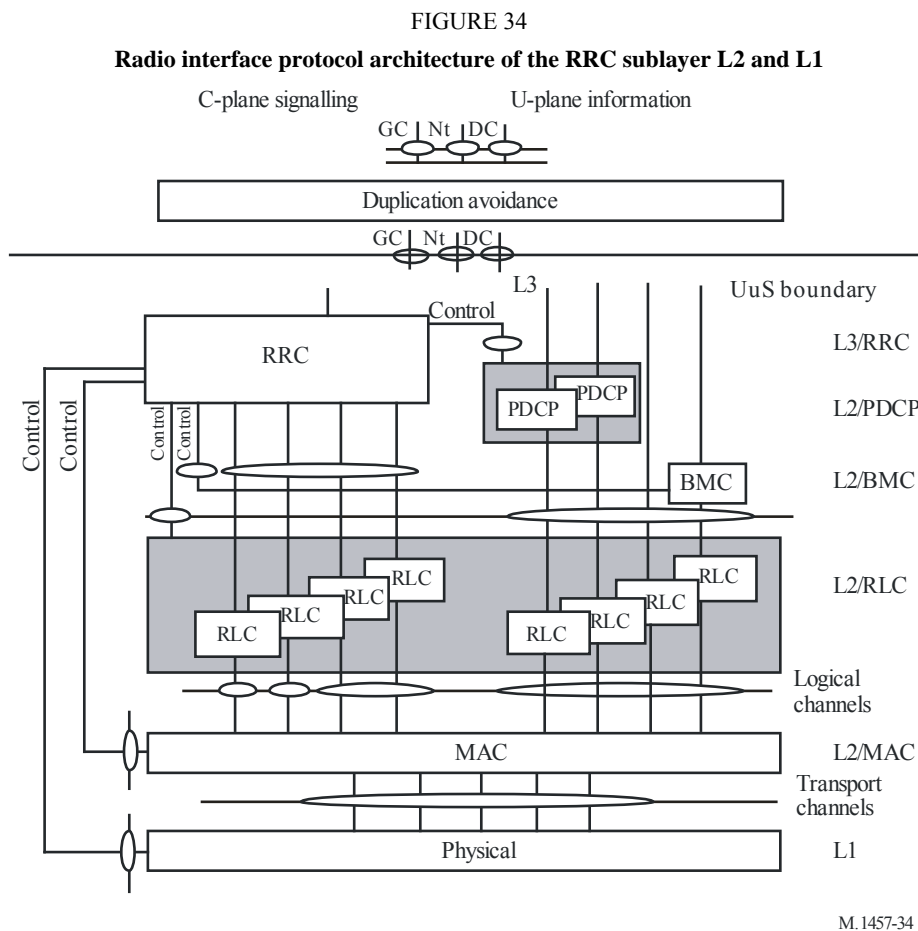 FIGURE 34
Radio interface protocol architecture of the RRC sublayer L2 and L1
C-plane signalling U-plane information
GC Nt DC
Duplication avoidance
GC Nt DC
L3 UuS boundary
Control
RRC L3/RRC
PDCP
PDCP L2/PDCP
Control Control Control Control
BMC L2/BMC
RLC RLC L2/RLC
RLC RLC
RLC RLC
RLC RLC
Logical
channels
MAC L2/MAC
Transport
channels
Physical L1
M.1457-34